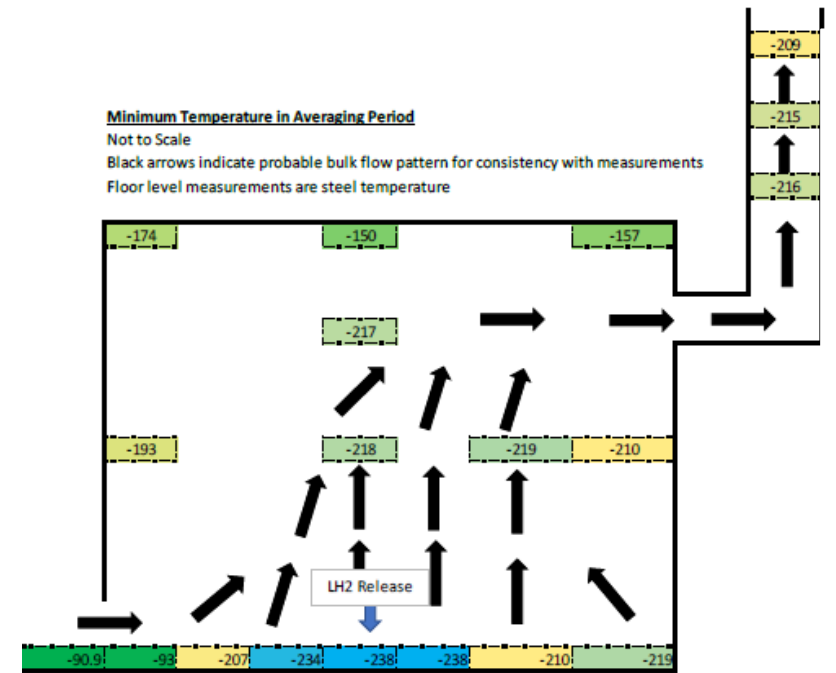 -209
Minimum Temperature in Averaging Period
-215
Not to Scale
Black arrows indicate probable bulk flow pattern for consistency with measurements
Floor level measurements are steel temperature
-216
-174 -150 -157
-217
-193 -218 -219 -210
LH2 Release
-90.9 -93 -207 -234 -238 -238 -210 -219